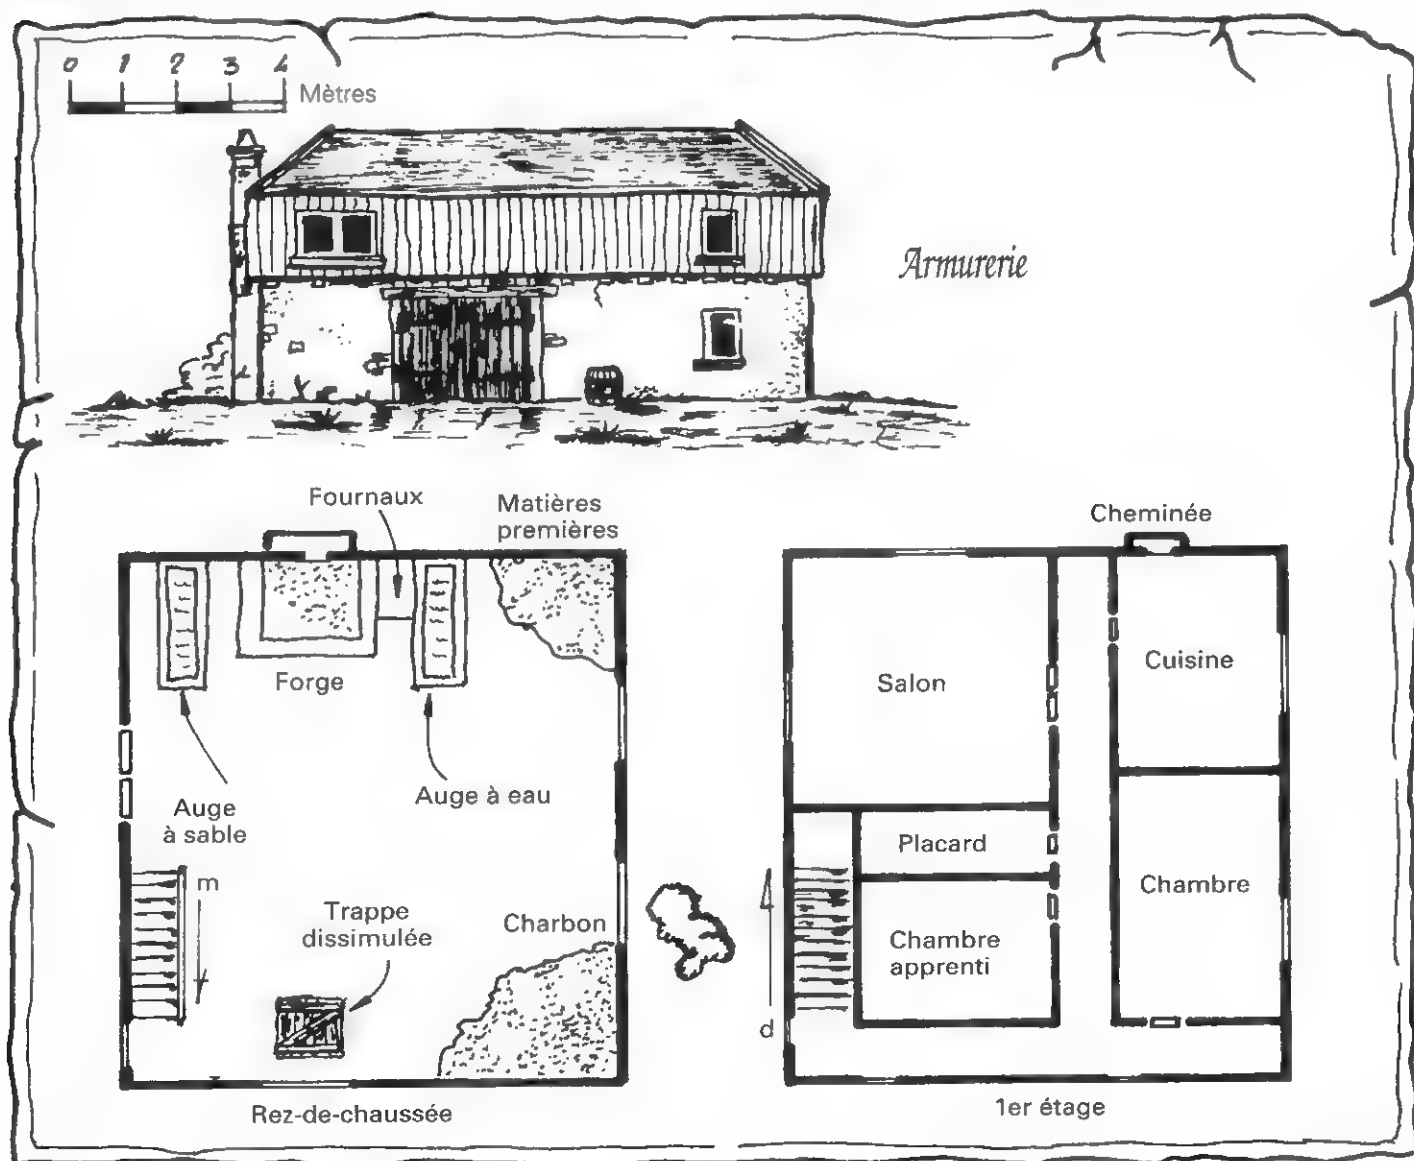 0 1 2 3 4
Mètres
Armurerie
Fournaux
Matières
premières
Forge
Auge
à sable
Auge à eau
m
Trappe
dissimulée
Charbon
Rez-de-chaussée
Cheminée
Salon
Cuisine
Placard
Chambre
Chambre
apprenti
d
1er étage